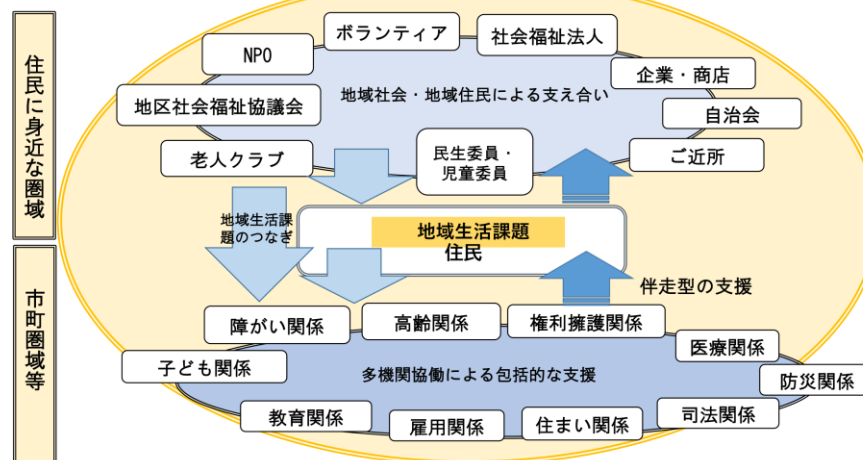 住民に身近な圏域
ボランティア
社会福祉法人
NPO
企業・商店
地域社会・地域住民による支え合い
地区社会福祉協議会
自治会
老人クラブ
民生委員・
児童委員
ご近所
地域生活課
題のつなぎ
地域生活課題
住民
市町圏域等
伴走型の支援
障がい関係
高齢関係
権利擁護関係
医療関係
子ども関係
多機関協働による包括的な支援
防災関係
教育関係
雇用関係
住まい関係
司法関係